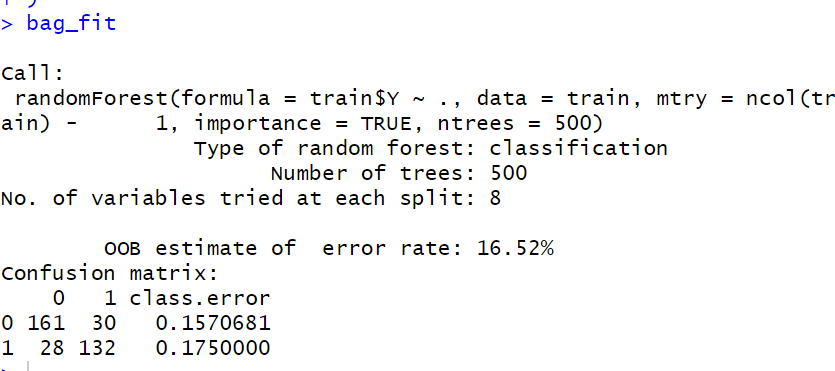 > bag_fit

Call:
 randomForest(formula = train$Y ~ ., data = train, mtry = ncol(tr
ain) -      1, importance = TRUE, ntrees = 500)
               Type of random forest: classification
                     Number of trees: 500
No. of variables tried at each split: 8

        OOB estimate of  error rate: 16.52%
Confusion matrix:
    0   1 class.error
0 161  30   0.1570681
1  28 132   0.1750000